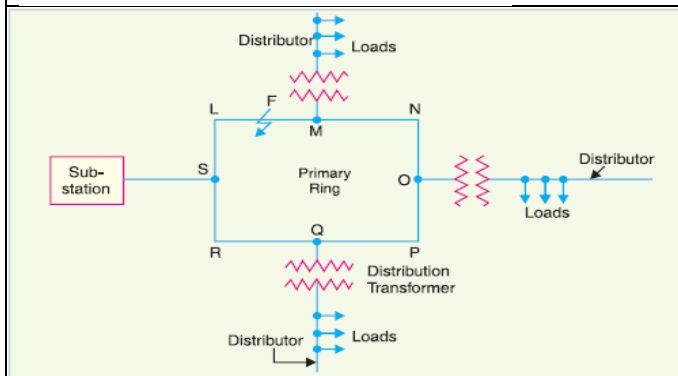 Distributor
Loads
F
L
N
M
Sub-
station
S
Primary
Ring
O
Distributor
Loads
Q
R
P
Distribution
Transformer
Loads
Distributor